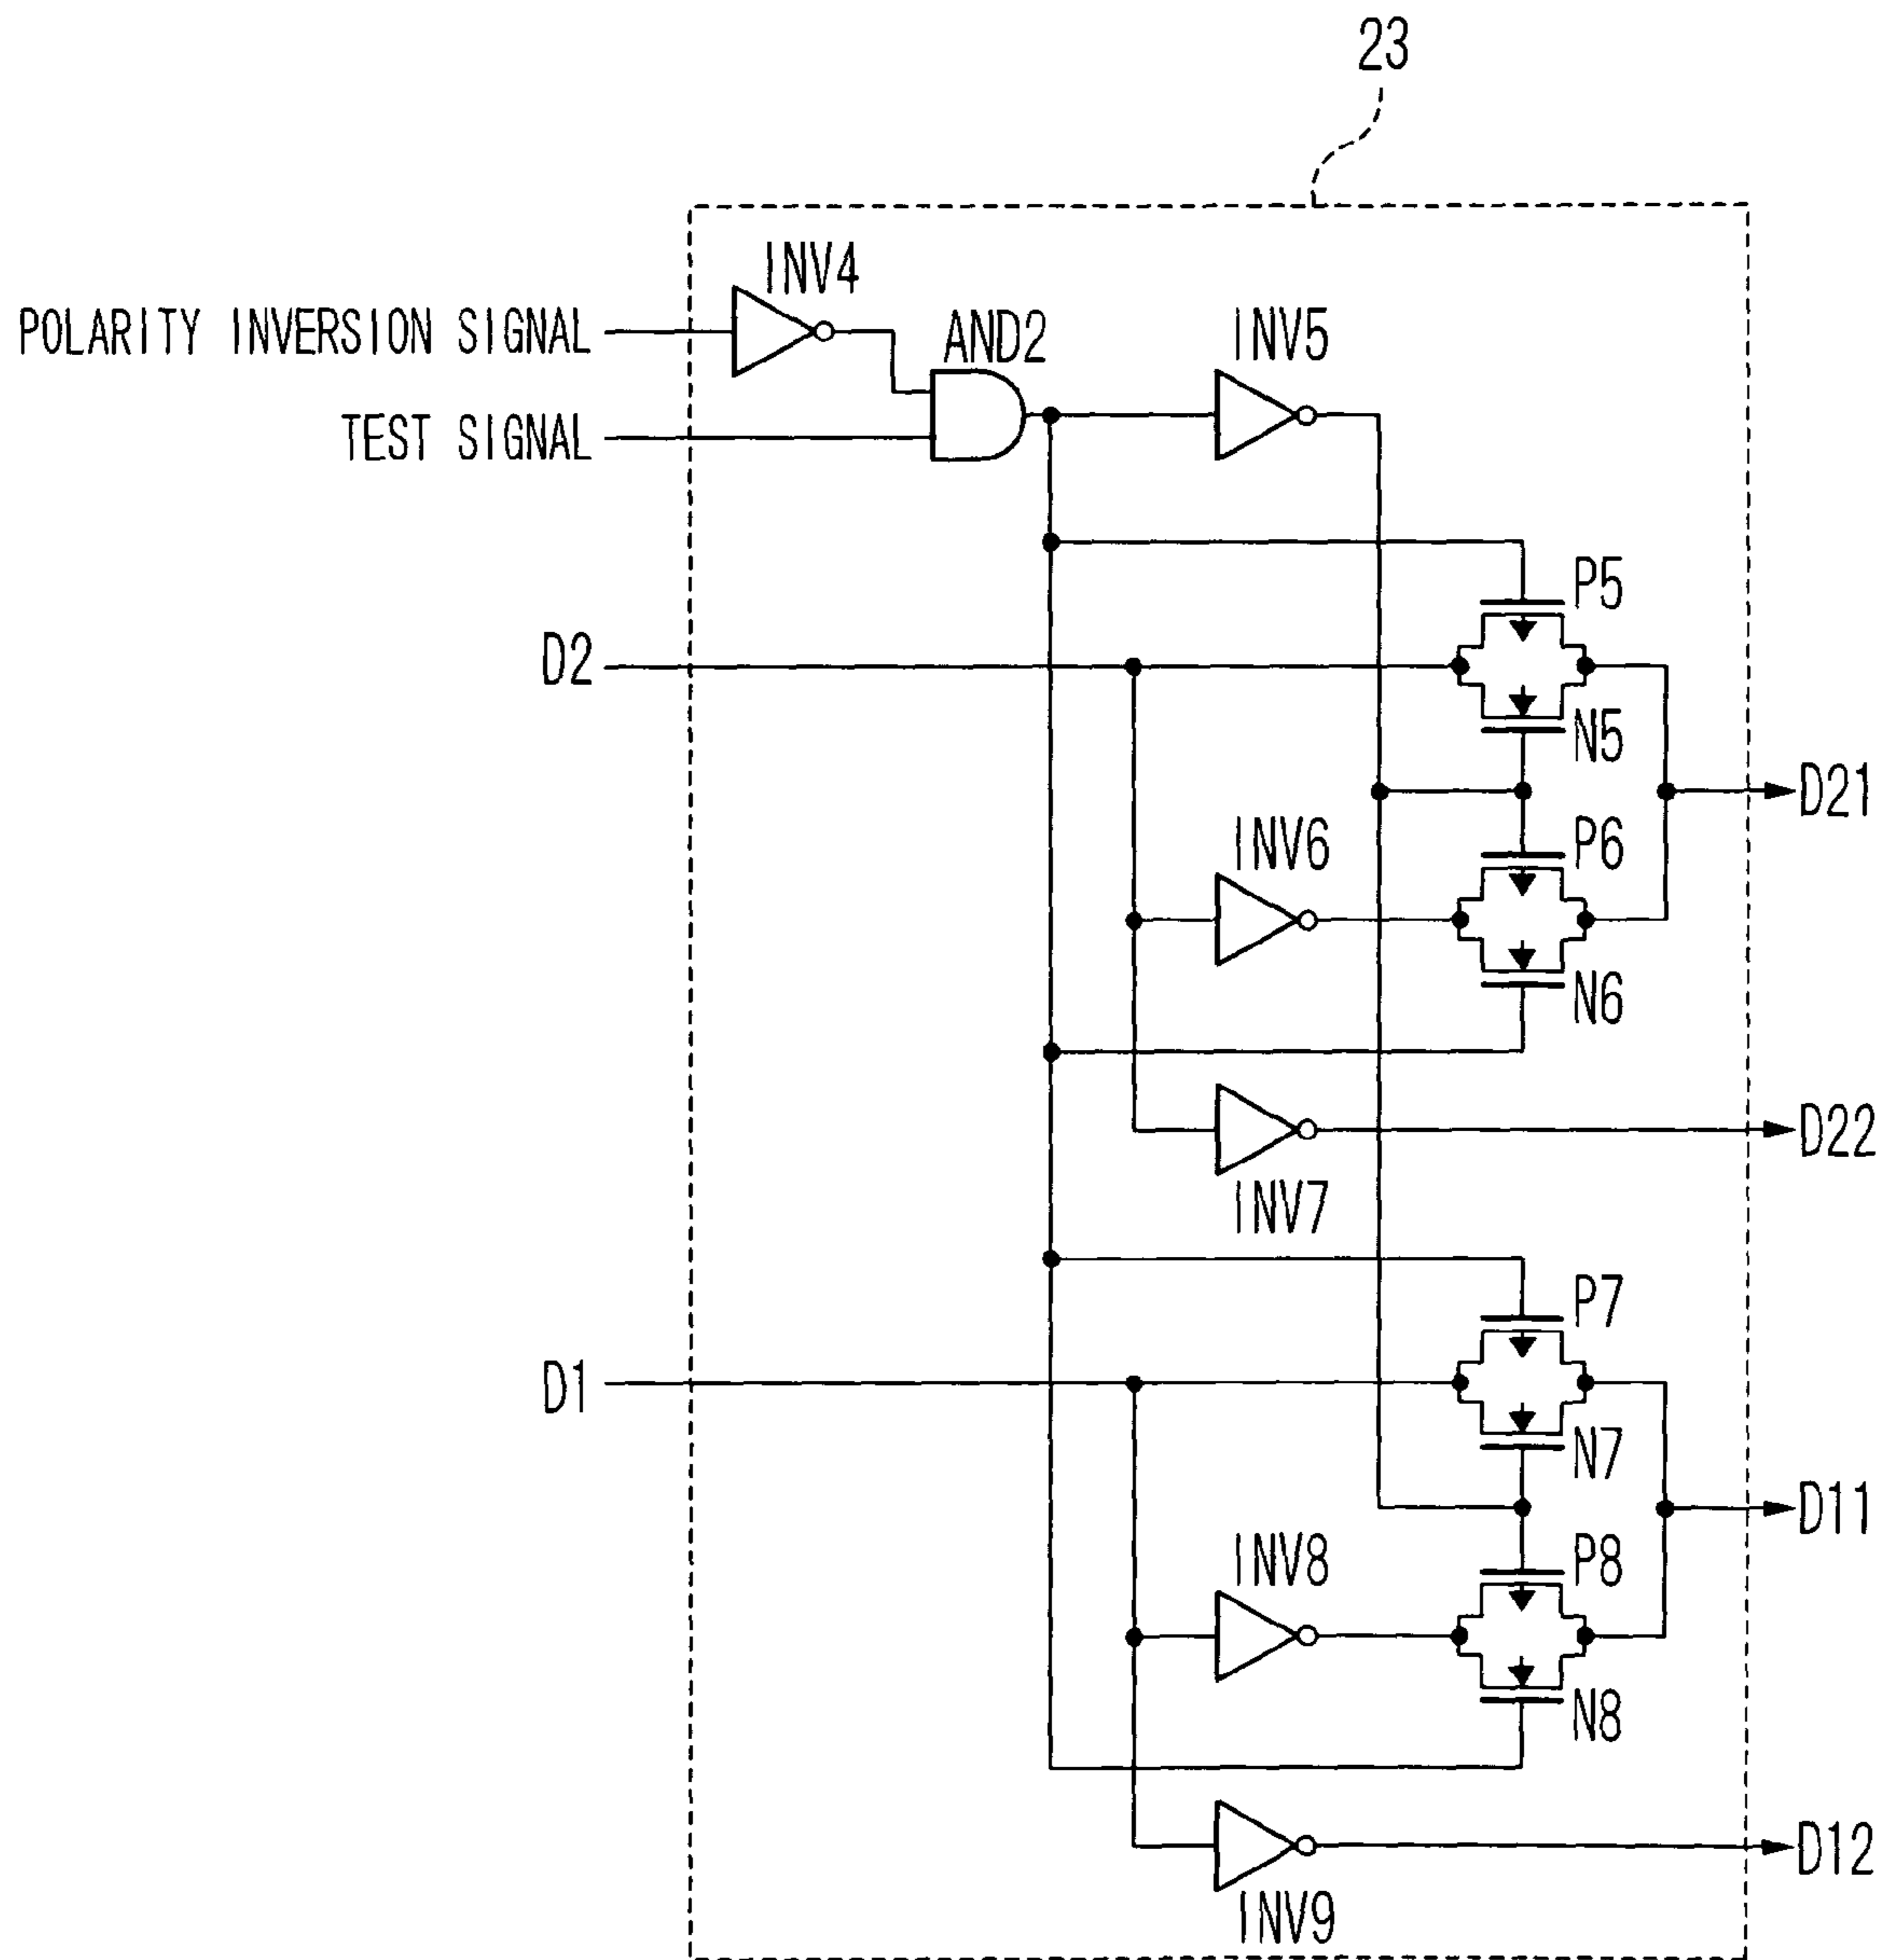 23
INV4
POLARITY INVERSION SIGNAL
AND2
INV5
TEST SIGNAL
P5
D2
N5
D21
INV6
P6
N6
D22
INV7
P7
D1
N7
D11
INV8
P8
N8
D12
INV9